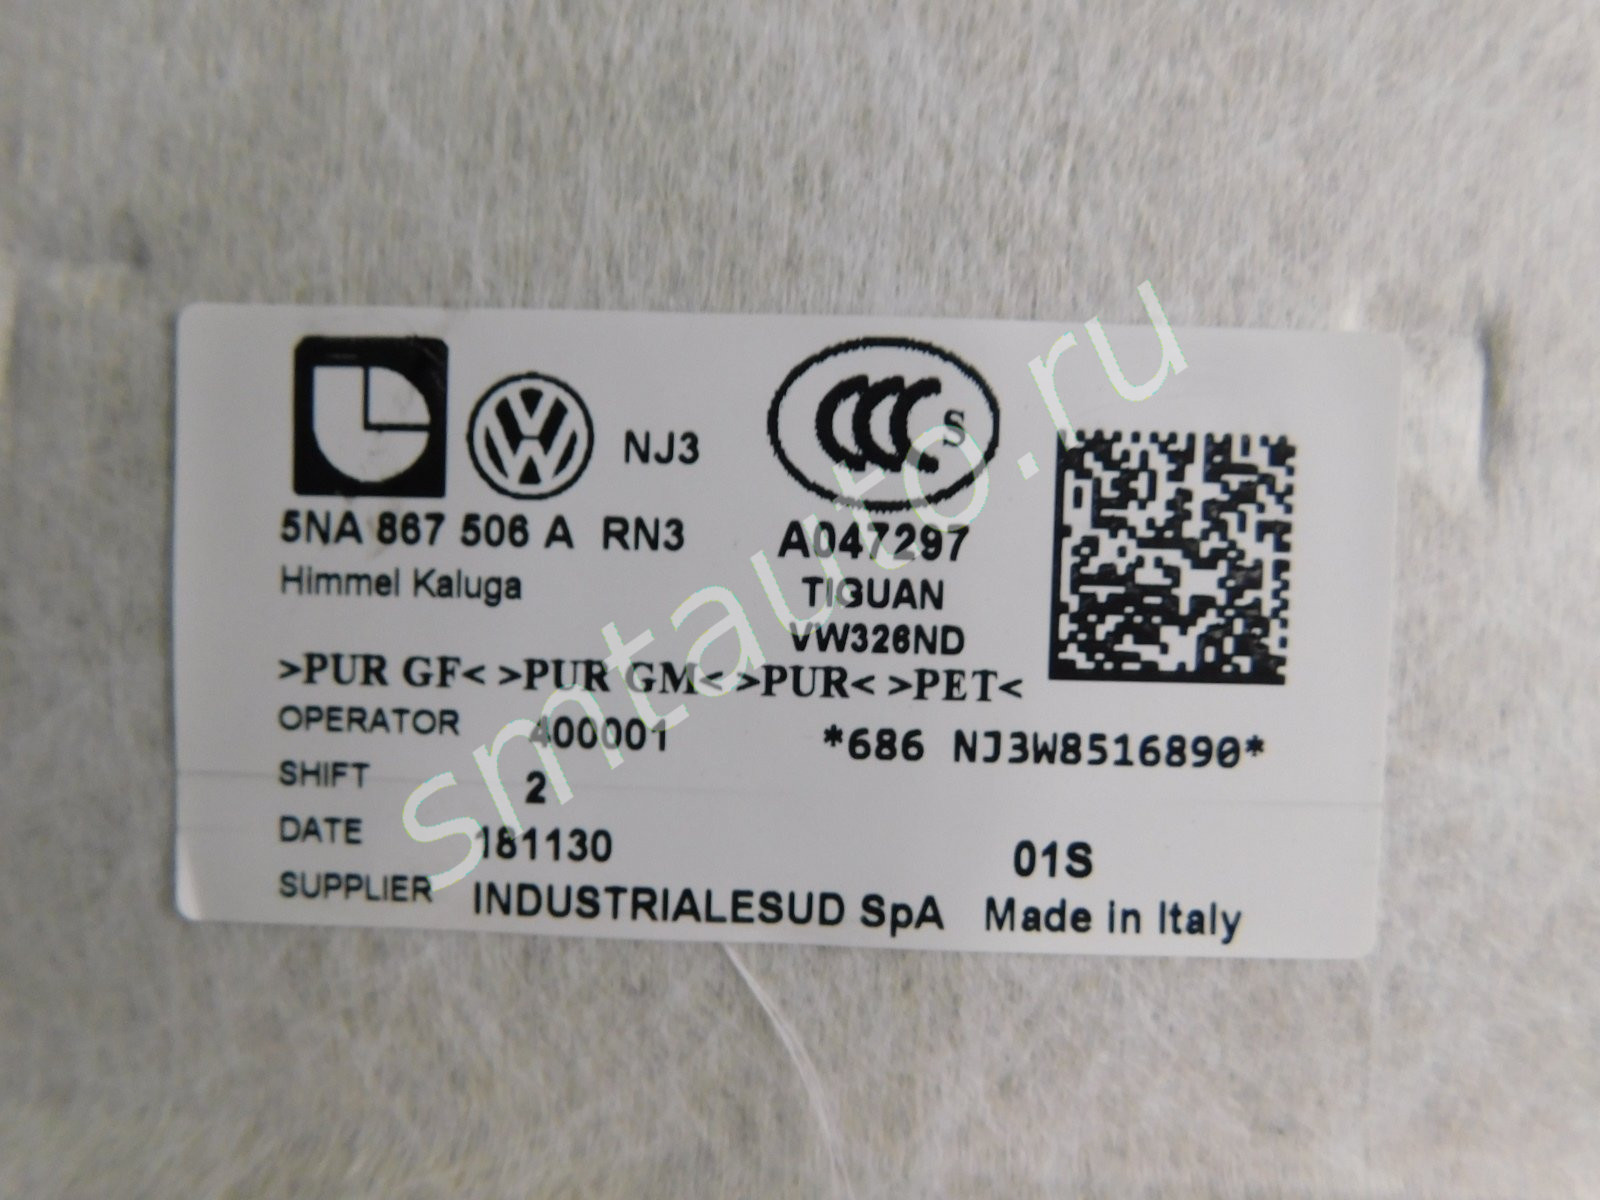 NJ3
CCC S
5NA 867 506 A RN3
A047297
Himmel Kaluga
TIGUAN
VW326ND
>PUR GF< >PUR GM< >PUR< >PET<
OPERATOR 400001
*686 NJ3W8516890*
SHIFT 2
DATE 181130
01S
SUPPLIER INDUSTRIALESUD SpA Made in Italy
smtauto.ru